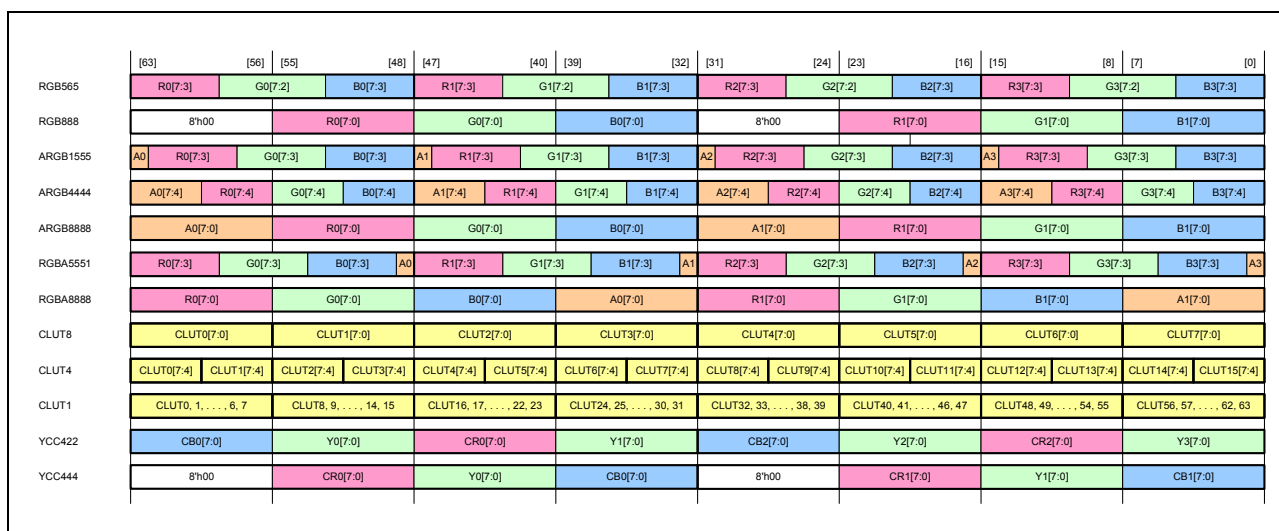 [63] [56] [55] [48] [47] [40] [39] [32] [31] [24] [23] [16] [15] [8] [7] [0]
RGB565 R0[7:3] G0[7:2] B0[7:3] R1[7:3] G1[7:2] B1[7:3] R2[7:3] G2[7:2] B2[7:3] R3[7:3] G3[7:2] B3[7:3]
RGB888 8'h00 R0[7:0] G0[7:0] B0[7:0] 8'h00 R1[7:0] G1[7:0] B1[7:0]
ARGB1555 A0 R0[7:3] G0[7:3] B0[7:3] A1 R1[7:3] G1[7:3] B1[7:3] A2 R2[7:3] G2[7:3] B2[7:3] A3 R3[7:3] G3[7:3] B3[7:3]
ARGB4444 A0[7:4] R0[7:4] G0[7:4] B0[7:4] A1[7:4] R1[7:4] G1[7:4] B1[7:4] A2[7:4] R2[7:4] G2[7:4] B2[7:4] A3[7:4] R3[7:4] G3[7:4] B3[7:4]
ARGB8888 A0[7:0] R0[7:0] G0[7:0] B0[7:0] A1[7:0] R1[7:0] G1[7:0] B1[7:0]
RGBA5551 R0[7:3] G0[7:3] B0[7:3] A0 R1[7:3] G1[7:3] B1[7:3] A1 R2[7:3] G2[7:3] B2[7:3] A2 R3[7:3] G3[7:3] B3[7:3] A3
RGBA8888 R0[7:0] G0[7:0] B0[7:0] A0[7:0] R1[7:0] G1[7:0] B1[7:0] A1[7:0]
CLUT8 CLUT0[7:0] CLUT1[7:0] CLUT2[7:0] CLUT3[7:0] CLUT4[7:0] CLUT5[7:0] CLUT6[7:0] CLUT7[7:0]
CLUT4 CLUT0[7:4] CLUT1[7:4] CLUT2[7:4] CLUT3[7:4] CLUT4[7:4] CLUT5[7:4] CLUT6[7:4] CLUT7[7:4] CLUT8[7:4] CLUT9[7:4] CLUT10[7:4] CLUT11[7:4] CLUT12[7:4] CLUT13[7:4] CLUT14[7:4] CLUT15[7:4]
CLUT1 CLUT0, 1, . . . , 6, 7 CLUT8, 9, . . . , 14, 15 CLUT16, 17, . . . , 22, 23 CLUT24, 25, . . . , 30, 31 CLUT32, 33, . . . , 38, 39 CLUT40, 41, . . . , 46, 47 CLUT48, 49, . . . , 54, 55 CLUT56, 57, . . . , 62, 63
YCC422 CB0[7:0] Y0[7:0] CR0[7:0] Y1[7:0] CB2[7:0] Y2[7:0] CR2[7:0] Y3[7:0]
YCC444 8'h00 CR0[7:0] Y0[7:0] CB0[7:0] 8'h00 CR1[7:0] Y1[7:0] CB1[7:0]